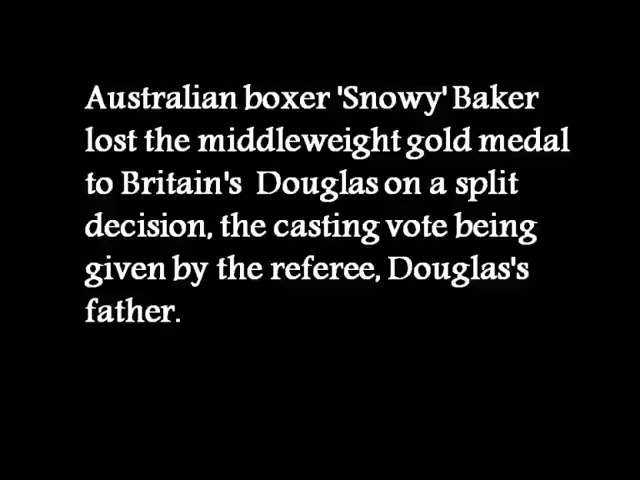 Australian boxer 'Snowy' Baker
lost the middleweight gold medal
to Britain's  Douglas on a split
decision, the casting vote being
given by the referee, Douglas's
father.